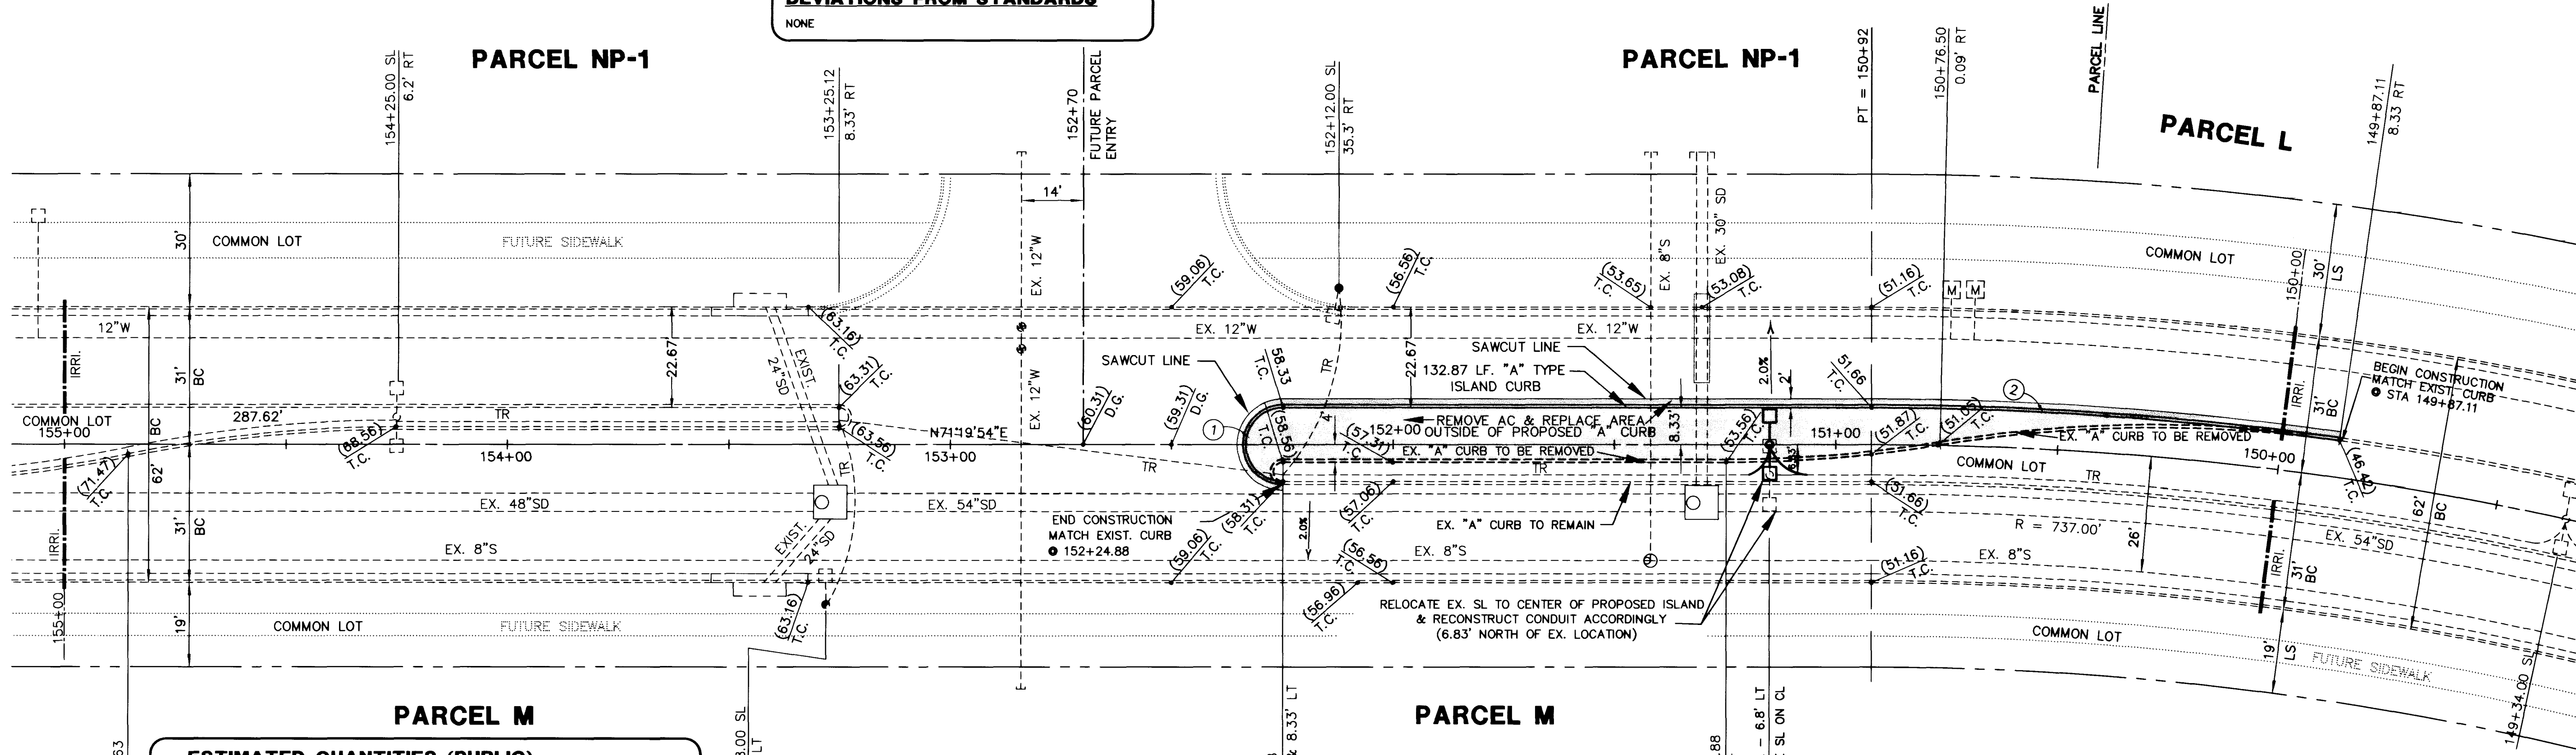 DEVIATIONS FROM STANDARDS
NONE
PARCEL NP-1
PARCEL NP-1
PARCEL L
PARCEL LINE
154+25.00 SL
6.2' RT
153+25.12
8.33' RT
152+70
FUTURE PARCEL
ENTRY
152+12.00 SL
35.3' RT
PT = 150+92
150+76.50
0.09' RT
149+87.11
8.33 RT
14'
30'
COMMON LOT
FUTURE SIDEWALK
EX. 12"W
EX. 8"S
EX. 30" SD
COMMON LOT
150+00
30'
LS
(59.06)
T.C.
(56.56)
T.C.
(53.65)
T.C.
(53.08)
T.C.
(51.16)
T.C.
M
M
12"W
IRRI.
31'
BC
22.67
(63.16)
T.C.
EXIST.
24"SD
(63.31)
T.C.
EX. 12"W
EX. 12"W
EX. 12"W
SAWCUT LINE
58.33
T.C.
TR
22.67
SAWCUT LINE
132.87 LF. "A" TYPE
ISLAND CURB
2.0%
2'
51.66
T.C.
2
IRRI.
31'
BC
BEGIN CONSTRUCTION
MATCH EXIST. CURB
@ STA 149+87.11
COMMON LOT
155+00
287.62'
TR
(68.56)
T.C.
(63.56)
T.C.
154+00
N71°19'54"E
153+00
(60.31)
D.G.
(59.31)
D.G.
1
(58.56)
T.C.
152+00
REMOVE AC & REPLACE AREA
OUTSIDE OF PROPOSED "A" CURB
8.33'
(57.31)
T.C.
EX. "A" CURB TO BE REMOVED
(53.56)
T.C.
151+00
(51.87)
T.C.
(51.05)
T.C.
EX. "A" CURB TO BE REMOVED
150+00
(46.42)
T.C.
(71.47)
T.C.
BC
62'
TR
TR
TR
COMMON LOT
TR
EX. 48"SD
EX. 54"SD
END CONSTRUCTION
MATCH EXIST. CURB
@ 152+24.88
(58.31)
T.C.
2.0%
(57.06)
T.C.
EX. "A" CURB TO REMAIN
(51.66)
T.C.
R = 737.00'
26'
62'
BC
31'
BC
EXIST.
24"SD
EX. 8"S
(59.06)
T.C.
(56.56)
T.C.
EX. 8"S
(51.16)
T.C.
EX. 8"S
EX. 54"SD
IRRI.
31'
BC
IRRI.
155+00
19'
COMMON LOT
FUTURE SIDEWALK
(63.16)
T.C.
(56.96)
T.C.
RELOCATE EX. SL TO CENTER OF PROPOSED ISLAND
& RECONSTRUCT CONDUIT ACCORDINGLY
(6.83' NORTH OF EX. LOCATION)
COMMON LOT
19'
LS
FUTURE SIDEWALK
149+34.00 SL
PARCEL M
PARCEL M
ESTIMATED QUANTITIES (PUBLIC)
& 8.33' LT
6.8' LT
SL ON CL